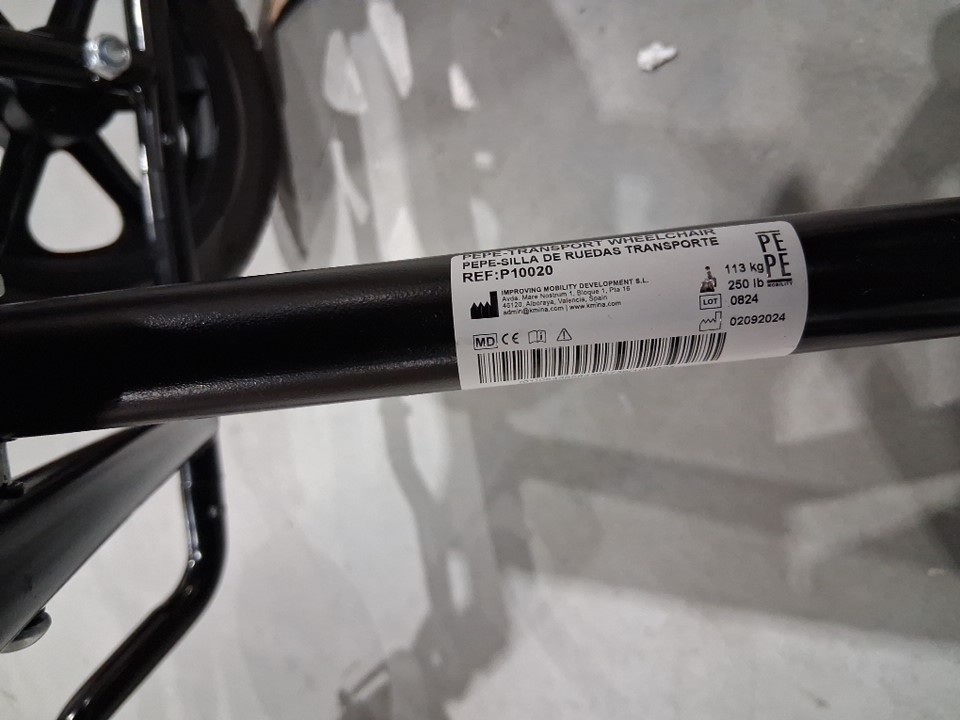 PEPE-TRANSPORT WHEELCHAIR
PEPE-SILLA DE RUEDAS TRANSPORTE
REF:P10020
IMPROVING MOBILITY DEVELOPMENT S.L.
Avda. Mare Nostrum 1, Bloque 1, Pta 16
46120, Alboraya, Valencia, Spain
admin@kmina.com | www.kmina.com
MD CE
PE
PE
MOBILITY
113 kg
250 lb
LOT 0824
02092024